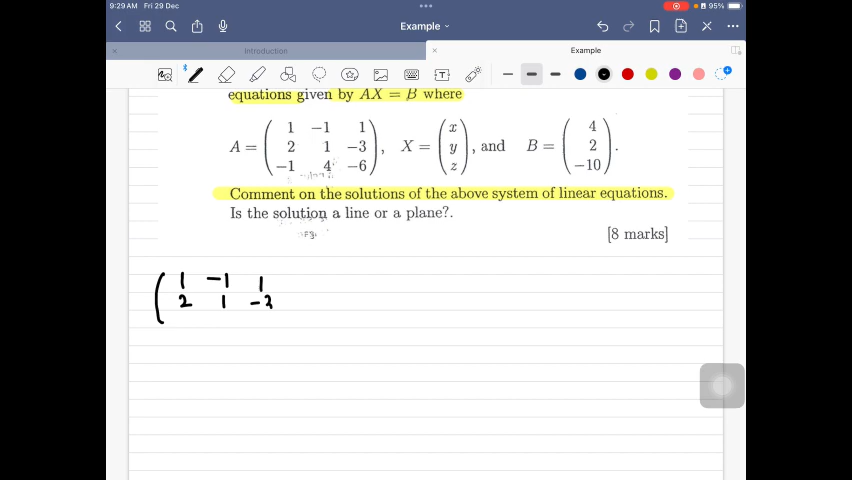 9:29 AM Fri 29 Dec
95%
Example
Introduction
Example
equations given by AX = B where
A = ( 1 -1 1 ; 2 1 -3 ; -1 4 -6 ), X = ( x ; y ; z ), and B = ( 4 ; 2 ; -10 ).
Comment on the solutions of the above system of linear equations.
Is the solution a line or a plane?.
[8 marks]
( 1 -1 1
2 1 -3